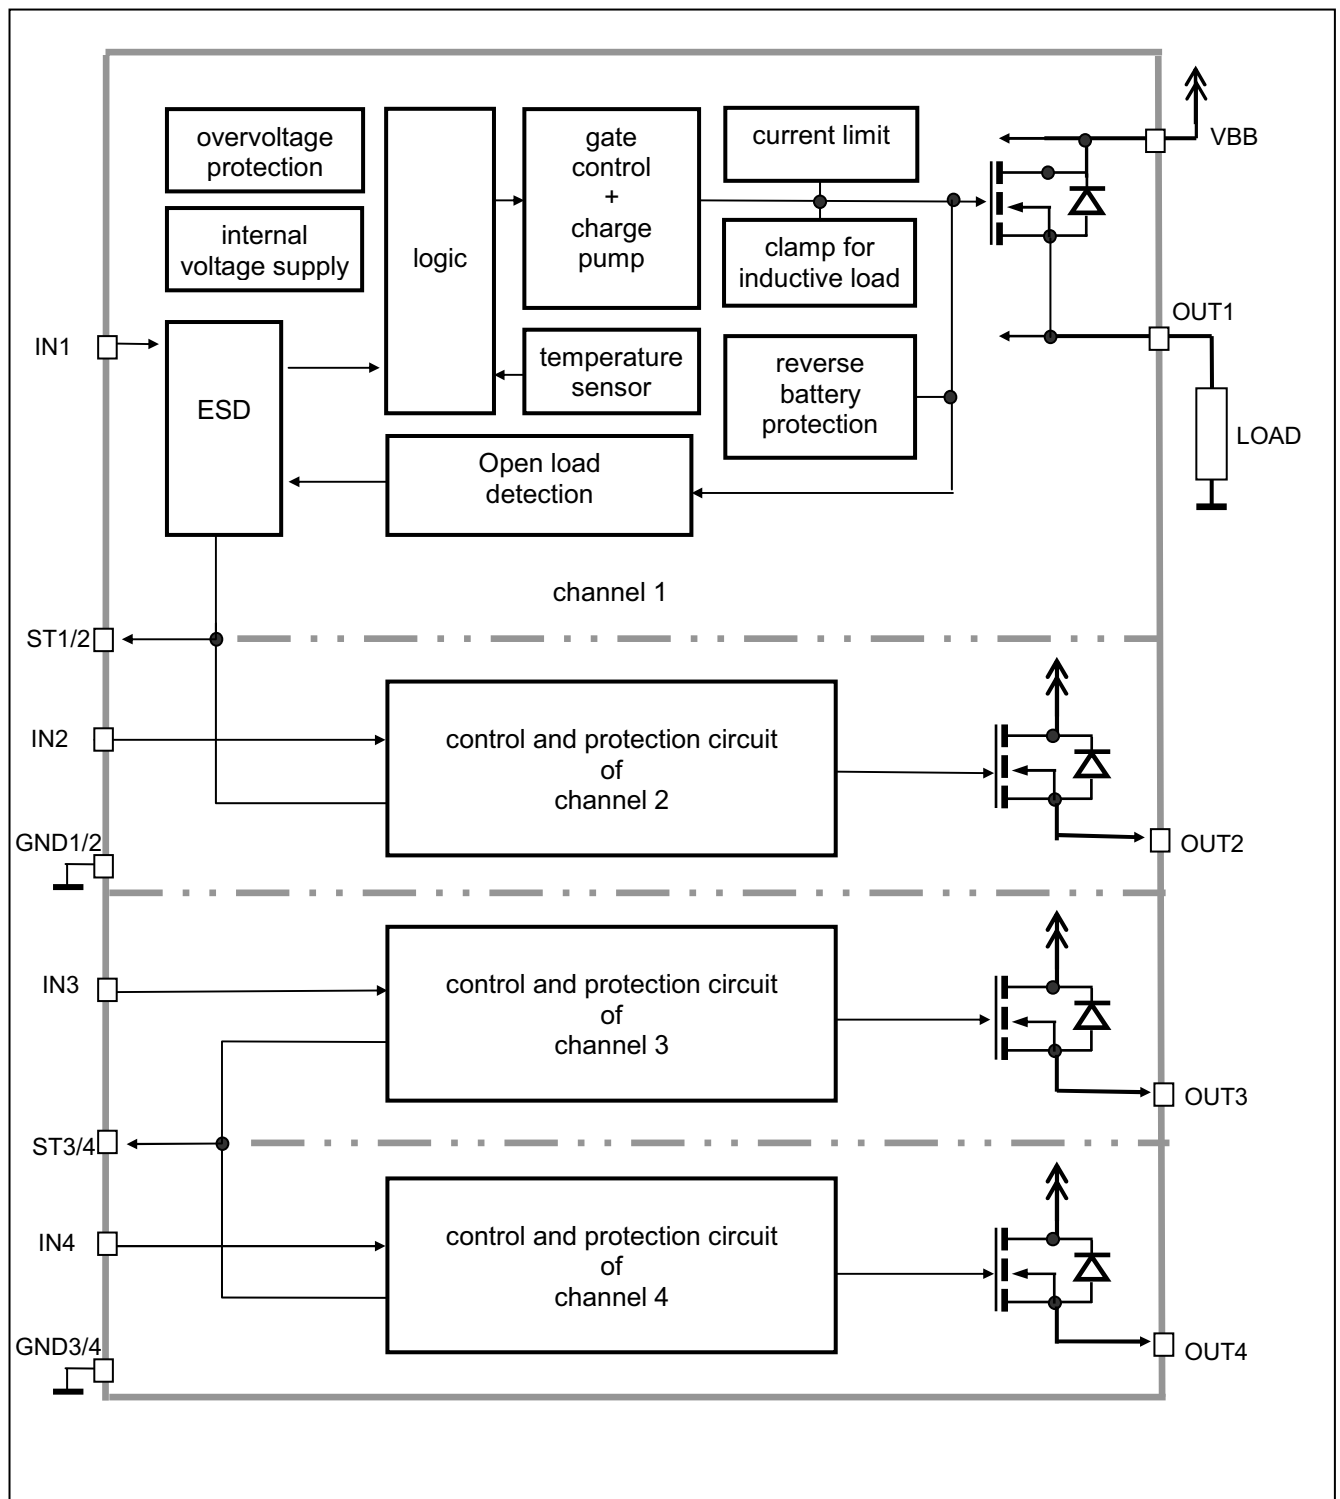 overvoltage
protection
internal
voltage supply
logic
gate
control
+
charge
pump
current limit
clamp for
inductive load
VBB
IN1
ESD
temperature
sensor
reverse
battery
protection
OUT1
LOAD
Open load
detection
channel 1
ST1/2
IN2
control and protection circuit
of
channel 2
GND1/2
OUT2
IN3
control and protection circuit
of
channel 3
OUT3
ST3/4
IN4
control and protection circuit
of
channel 4
GND3/4
OUT4